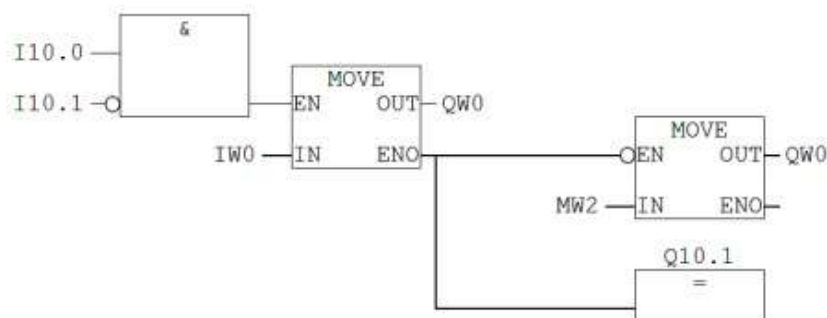 &
I10.0
MOVE
I10.1 EN OUT QW0
IW0 IN ENO
MOVE
EN OUT QW0
MW2 IN ENO
Q10.1
=